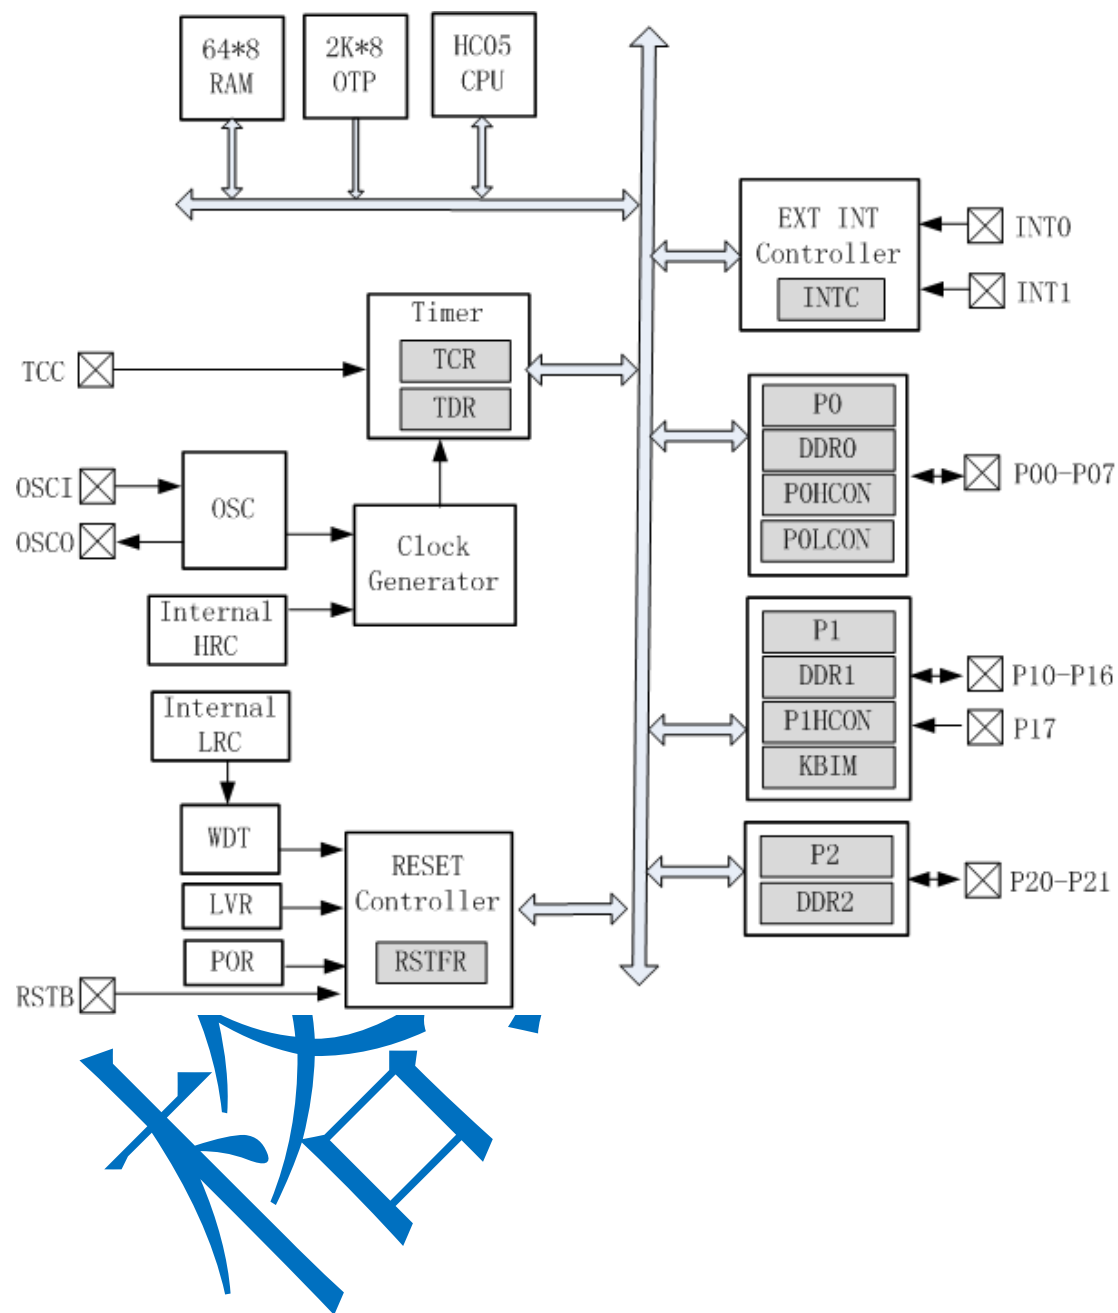 64*8
RAM
2K*8
OTP
HC05
CPU
EXT INT
Controller
INTC
INT0
INT1
Timer
TCR
TDR
TCC
P0
DDR0
P0HCON
P0LCON
P00-P07
OSCI
OSCO
OSC
Clock
Generator
Internal
HRC
P1
DDR1
P1HCON
KBIM
P10-P16
P17
Internal
LRC
WDT
LVR
POR
RSTB
RESET
Controller
RSTFR
P2
DDR2
P20-P21